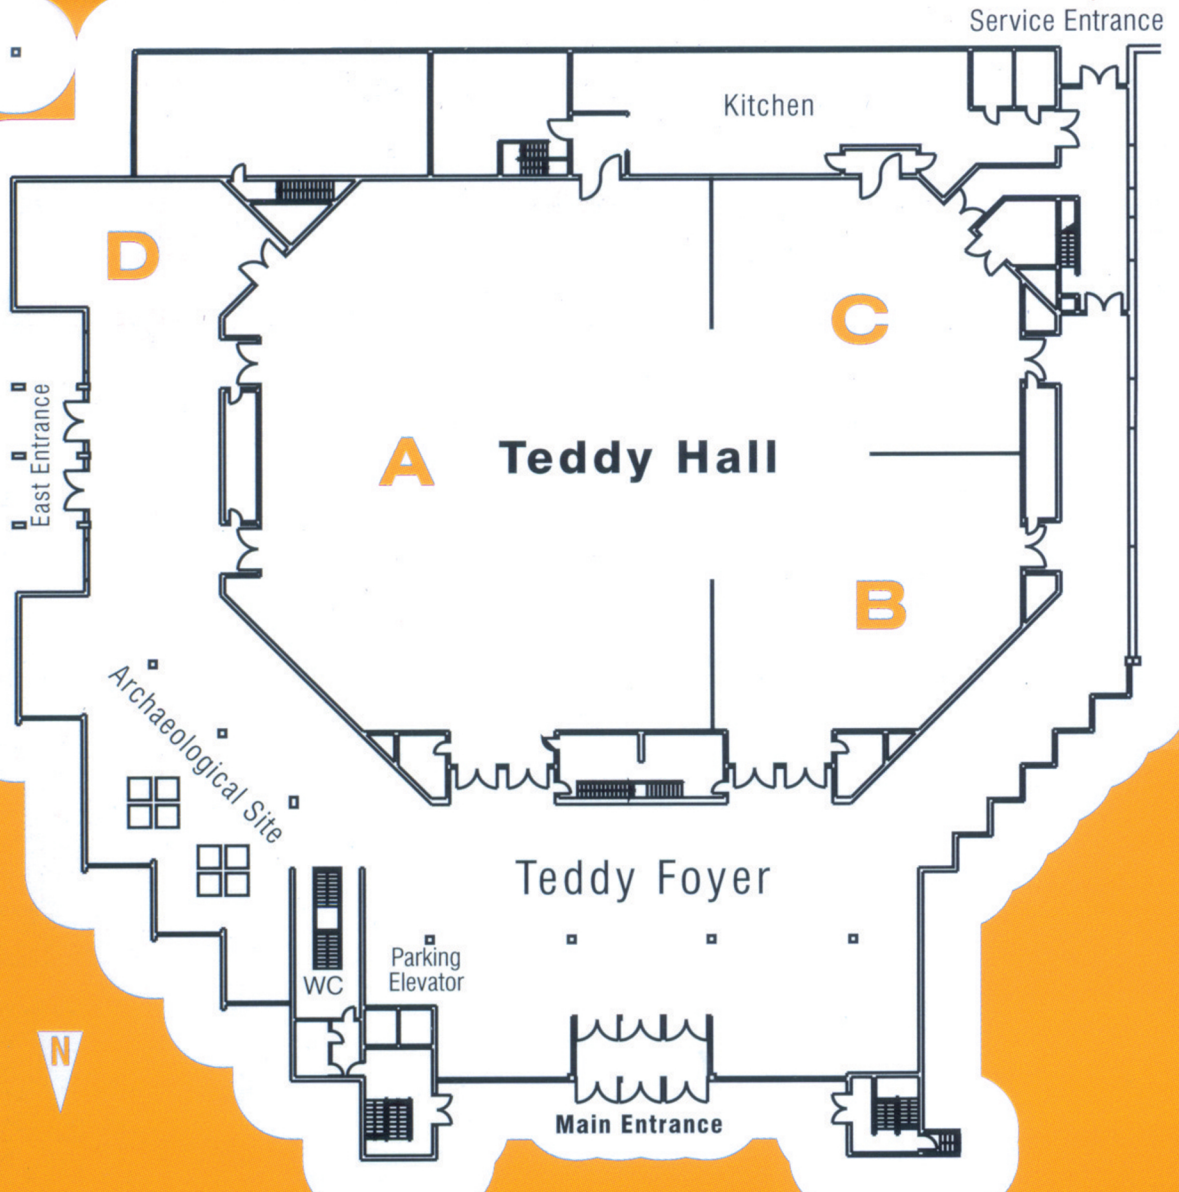 Service Entrance
Kitchen
D
C
East Entrance
A
Teddy Hall
B
Archaeological Site
Teddy Foyer
Parking
Elevator
WC
N
Main Entrance